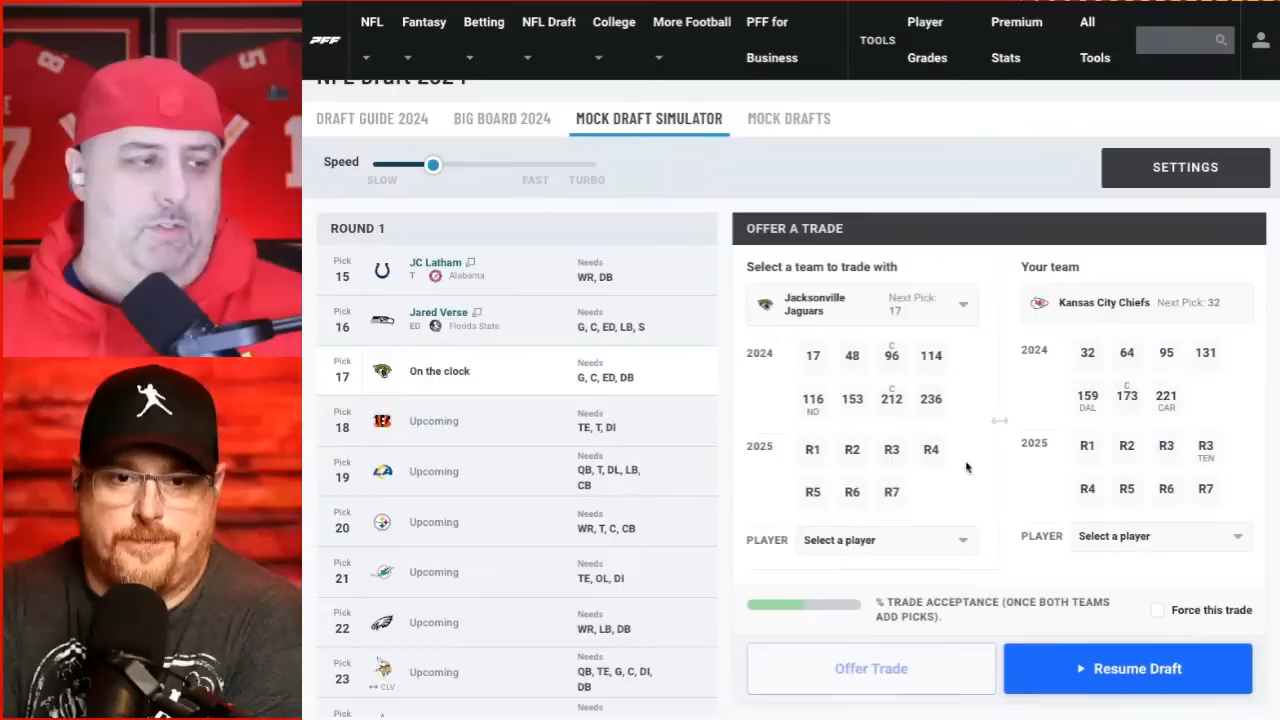 PFF
NFL
Fantasy
Betting
NFL Draft
College
More Football
PFF for
Business
TOOLS
Player
Grades
Premium
Stats
All
Tools
DRAFT GUIDE 2024
BIG BOARD 2024
MOCK DRAFT SIMULATOR
MOCK DRAFTS
Speed
SLOW
FAST
TURBO
SETTINGS
ROUND 1
Pick
15
JC Latham
T
Alabama
Needs
WR, DB
Pick
16
Jared Verse
ED
Florida State
Needs
G, C, ED, LB, S
Pick
17
On the clock
Needs
G, C, ED, DB
Pick
18
Upcoming
Needs
TE, T, DI
Pick
19
Upcoming
Needs
QB, T, DL, LB,
CB
Pick
20
Upcoming
Needs
WR, T, C, CB
Pick
21
Upcoming
Needs
TE, OL, DI
Pick
22
Upcoming
Needs
WR, LB, DB
Pick
23
CLV
Upcoming
Needs
QB, TE, G, C, DI,
DB
Pick
Needs
OFFER A TRADE
Select a team to trade with
Jacksonville
Jaguars
Next Pick:
17
2024
17
48
C
96
114
116
NO
153
C
212
236
2025
R1
R2
R3
R4
R5
R6
R7
PLAYER
Select a player
Your team
Kansas City Chiefs
Next Pick: 32
2024
32
64
95
131
159
DAL
C
173
221
CAR
2025
R1
R2
R3
R3
TEN
R4
R5
R6
R7
PLAYER
Select a player
% TRADE ACCEPTANCE (ONCE BOTH TEAMS
ADD PICKS).
Force this trade
Offer Trade
Resume Draft